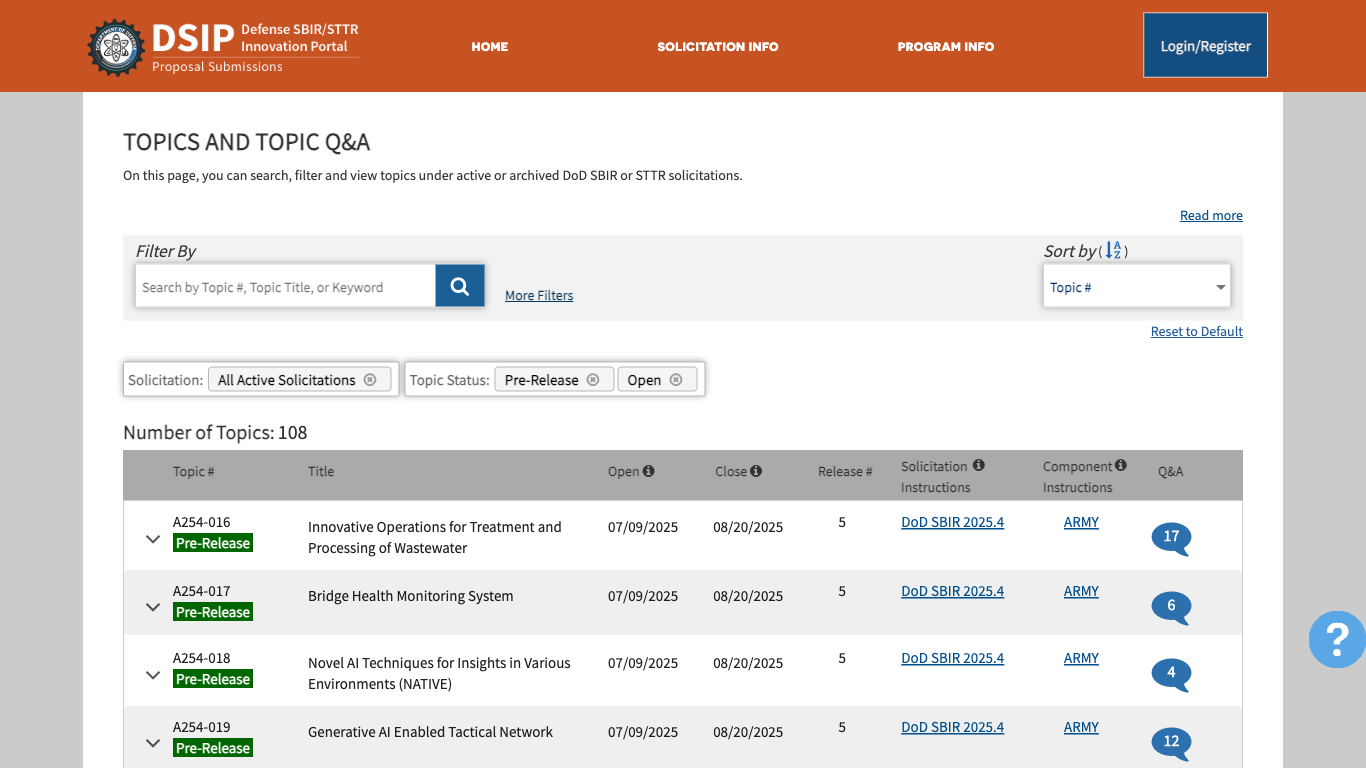 DSIP
Defense SBIR/STTR
Innovation Portal
Proposal Submissions
HOME
SOLICITATION INFO
PROGRAM INFO
Login/Register
TOPICS AND TOPIC Q&A
On this page, you can search, filter and view topics under active or archived DoD SBIR or STTR solicitations.
Read more
Filter By
Search by Topic #, Topic Title, or Keyword
More Filters
Sort by (AZ)
Topic #
Reset to Default
Solicitation: All Active Solicitations Topic Status: Pre-Release Open
Number of Topics: 108
Topic # Title Open Close Release # Solicitation Instructions Component Instructions Q&A
A254-016
Pre-Release
Innovative Operations for Treatment and
Processing of Wastewater
07/09/2025 08/20/2025 5 DoD SBIR 2025.4 ARMY 17
A254-017
Pre-Release
Bridge Health Monitoring System
07/09/2025 08/20/2025 5 DoD SBIR 2025.4 ARMY 6
A254-018
Pre-Release
Novel AI Techniques for Insights in Various
Environments (NATIVE)
07/09/2025 08/20/2025 5 DoD SBIR 2025.4 ARMY 4
A254-019
Pre-Release
Generative AI Enabled Tactical Network
07/09/2025 08/20/2025 5 DoD SBIR 2025.4 ARMY 12
?